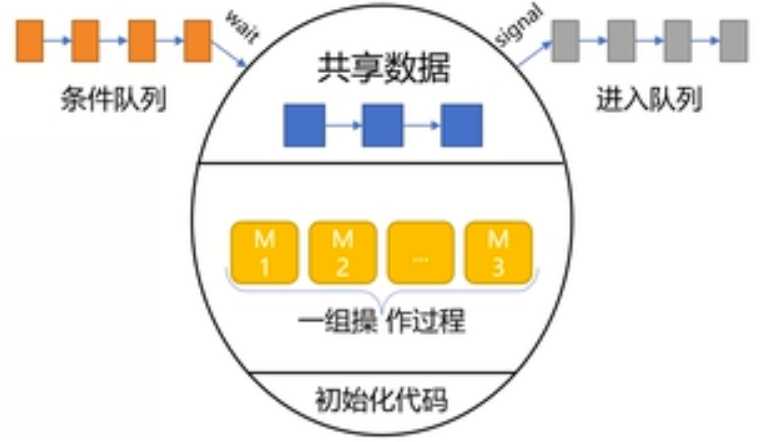 wait
signal
共享数据
条件队列
进入队列
M
1
M
2
...
M
3
一组操 作过程
初始化代码